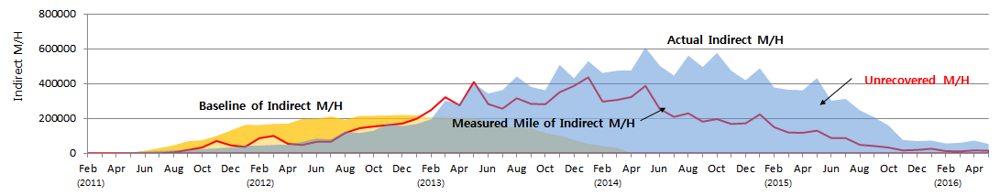 800000
600000
400000
200000
0
Indirect M/H
Actual Indirect M/H
Unrecovered M/H
Baseline of Indirect M/H
Measured Mile of Indirect M/H
Feb Apr Jun Aug Oct Dec Feb Apr Jun Aug Oct Dec Feb Apr Jun Aug Oct Dec Feb Apr Jun Aug Oct Dec Feb Apr Jun Aug Oct Dec Feb Apr
(2011) (2012) (2013) (2014) (2015) (2016)